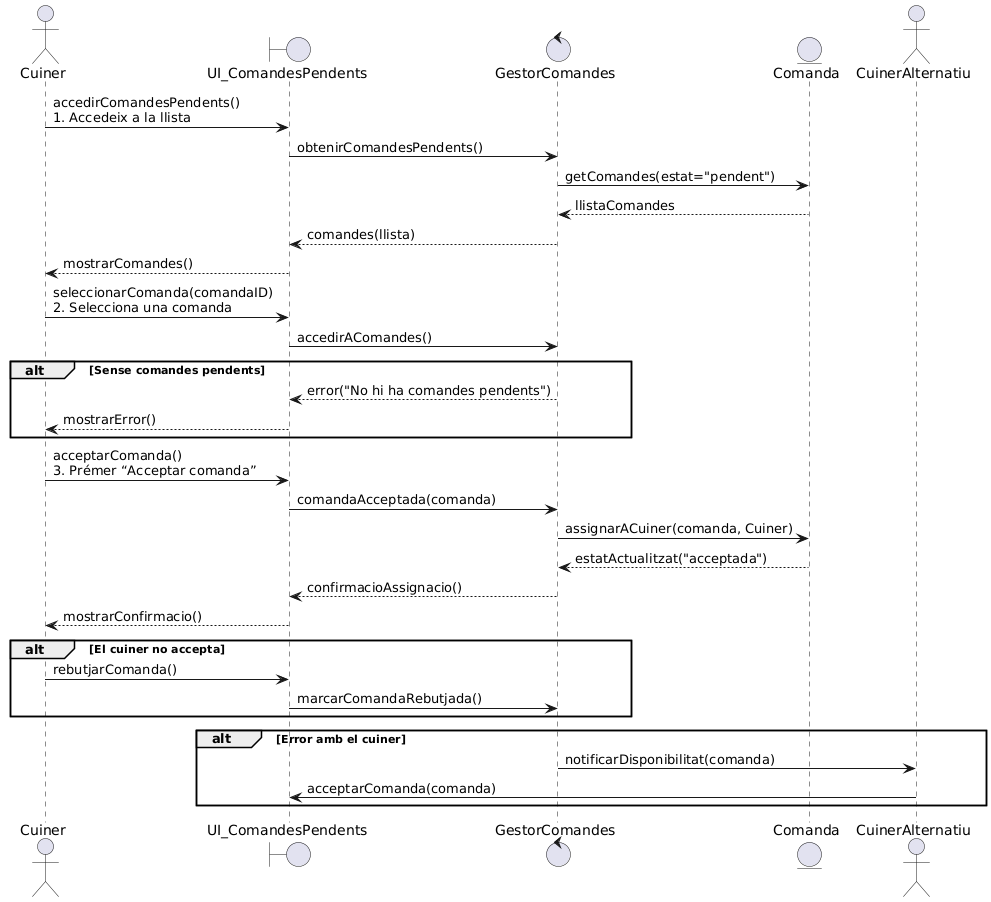 Cuiner
UI_ComandesPendents
GestorComandes
Comanda
CuinerAlternatiu
accedirComandesPendents()
1. Accedeix a la llista
obtenirComandesPendents()
getComandes(estat="pendent")
llistaComandes
comandes(llista)
mostrarComandes()
seleccionarComanda(comandaID)
2. Selecciona una comanda
accedirAComandes()
alt [Sense comandes pendents]
error("No hi ha comandes pendents")
mostrarError()
acceptarComanda()
3. Prémer “Acceptar comanda”
comandaAcceptada(comanda)
assignarACuiner(comanda, Cuiner)
estatActualitzat("acceptada")
confirmacioAssignacio()
mostrarConfirmacio()
alt [El cuiner no accepta]
rebutjarComanda()
marcarComandaRebutjada()
alt [Error amb el cuiner]
notificarDisponibilitat(comanda)
acceptarComanda(comanda)
Cuiner
UI_ComandesPendents
GestorComandes
Comanda
CuinerAlternatiu